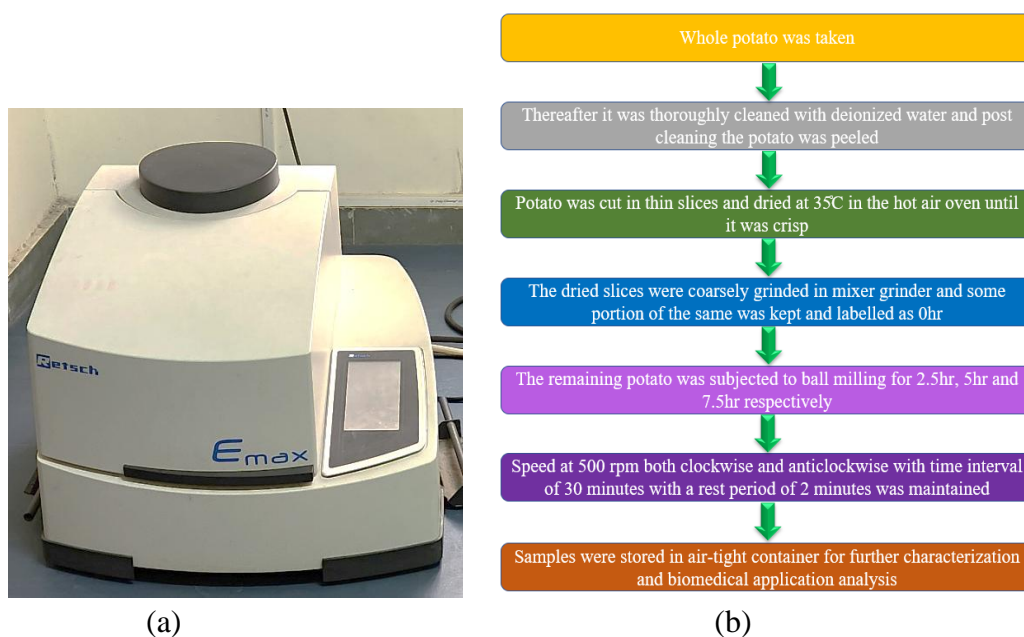 Retsch
Retsch
Emax
(a)
Whole potato was taken
Thereafter it was thoroughly cleaned with deionized water and post
cleaning the potato was peeled
Potato was cut in thin slices and dried at 35℃ in the hot air oven until
it was crisp
The dried slices were coarsely grinded in mixer grinder and some
portion of the same was kept and labelled as 0hr
The remaining potato was subjected to ball milling for 2.5hr, 5hr and
7.5hr respectively
Speed at 500 rpm both clockwise and anticlockwise with time interval
of 30 minutes with a rest period of 2 minutes was maintained
Samples were stored in air-tight container for further characterization
and biomedical application analysis
(b)